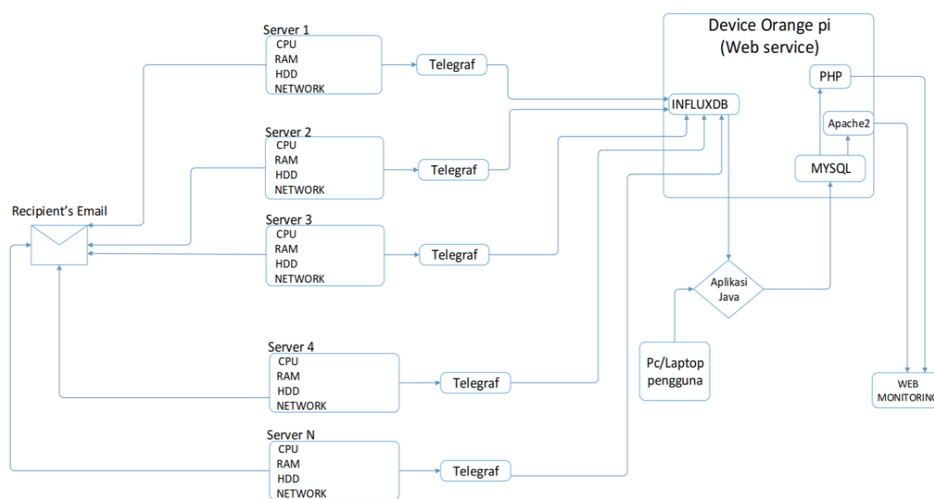 Server 1
CPU
RAM
HDD
NETWORK
Telegraf
Device Orange pi
(Web service)
PHP
INFLUXDB
Apache2
MYSQL
Server 2
CPU
RAM
HDD
NETWORK
Telegraf
Recipient's Email
Server 3
CPU
RAM
HDD
NETWORK
Telegraf
Aplikasi
Java
Server 4
CPU
RAM
HDD
NETWORK
Telegraf
Pc/Laptop
pengguna
WEB
MONITORING
Server N
CPU
RAM
HDD
NETWORK
Telegraf